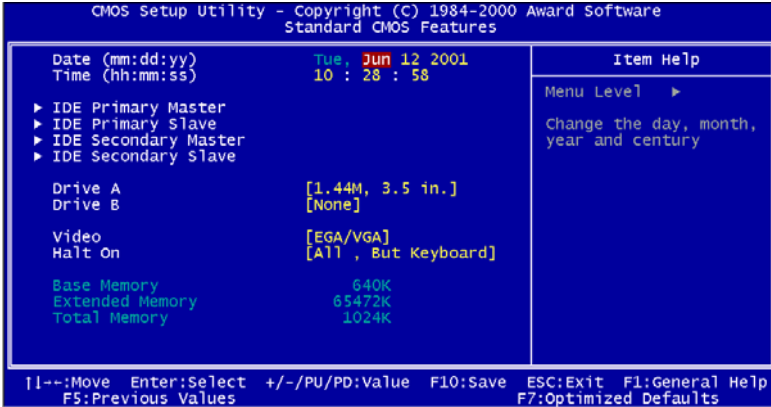 CMOS Setup Utility - Copyright (C) 1984-2000 Award Software
Standard CMOS Features
Date (mm:dd:yy) Tue, Jun 12 2001
Time (hh:mm:ss) 10 : 28 : 58
► IDE Primary Master
► IDE Primary Slave
► IDE Secondary Master
► IDE Secondary Slave
Drive A [1.44M, 3.5 in.]
Drive B [None]
Video [EGA/VGA]
Halt On [All , But Keyboard]
Base Memory 640K
Extended Memory 65472K
Total Memory 1024K
Item Help
Menu Level ►
Change the day, month,
year and century
↑↓→←:Move Enter:Select +/-/PU/PD:Value F10:Save ESC:Exit F1:General Help
F5:Previous Values F7:Optimized Defaults